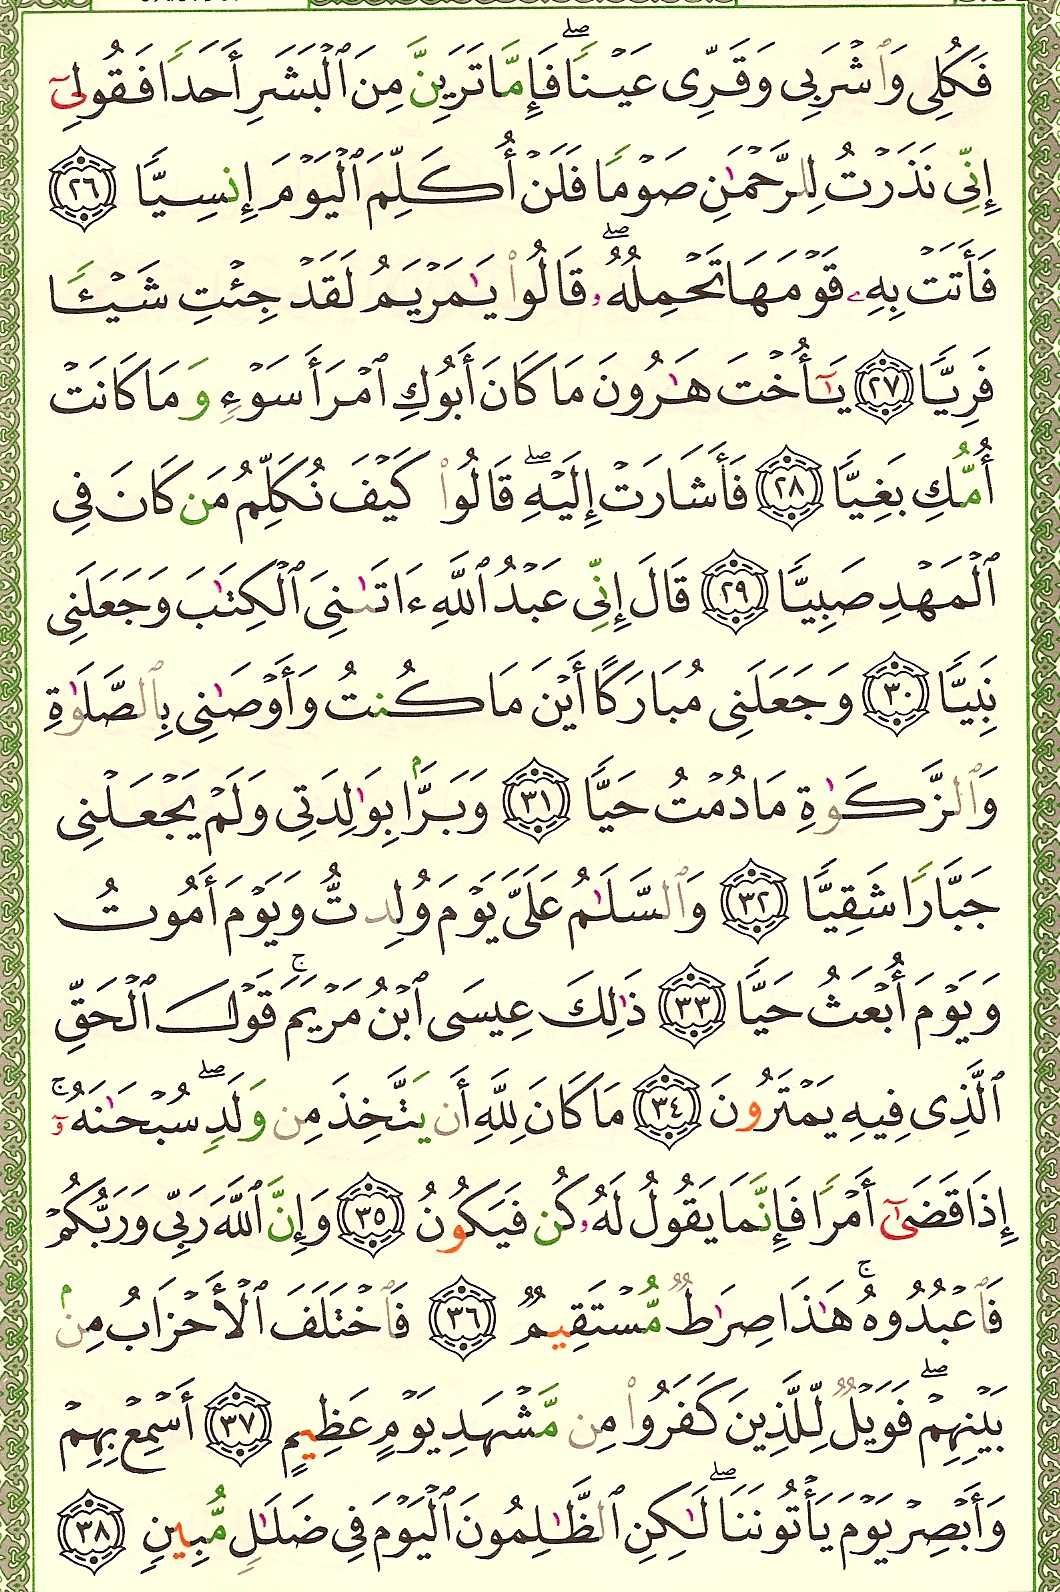 فَكُلِى وَٱشْرَبِى وَقَرِّى عَيْنًا ۖ فَإِمَّا تَرَيِنَّ مِنَ ٱلْبَشَرِ أَحَدًا فَقُولِىٓ
إِنِّى نَذَرْتُ لِلرَّحْمَـٰنِ صَوْمًا فَلَنْ أُكَلِّمَ ٱلْيَوْمَ إِنسِيًّا ٢٦
فَأَتَتْ بِهِۦ قَوْمَهَا تَحْمِلُهُۥ ۖ قَالُوا۟ يَـٰمَرْيَمُ لَقَدْ جِئْتِ شَيْـًٔا
فَرِيًّا ٢٧ يَـٰٓأُخْتَ هَـٰرُونَ مَا كَانَ أَبُوكِ ٱمْرَأَ سَوْءٍ وَمَا كَانَتْ
أُمُّكِ بَغِيًّا ٢٨ فَأَشَارَتْ إِلَيْهِ ۖ قَالُوا۟ كَيْفَ نُكَلِّمُ مَن كَانَ فِى
ٱلْمَهْدِ صَبِيًّا ٢٩ قَالَ إِنِّى عَبْدُ ٱللَّهِ ءَاتَىٰنِىَ ٱلْكِتَـٰبَ وَجَعَلَنِى
نَبِيًّا ٣٠ وَجَعَلَنِى مُبَارَكًا أَيْنَ مَا كُنتُ وَأَوْصَـٰنِى بِٱلصَّلَوٰةِ
وَٱلزَّكَوٰةِ مَا دُمْتُ حَيًّا ٣١ وَبَرًّۢا بِوَٰلِدَتِى وَلَمْ يَجْعَلْنِى
جَبَّارًا شَقِيًّا ٣٢ وَٱلسَّلَـٰمُ عَلَىَّ يَوْمَ وُلِدتُّ وَيَوْمَ أَمُوتُ
وَيَوْمَ أُبْعَثُ حَيًّا ٣٣ ذَٰلِكَ عِيسَى ٱبْنُ مَرْيَمَ ۚ قَوْلَ ٱلْحَقِّ
ٱلَّذِى فِيهِ يَمْتَرُونَ ٣٤ مَا كَانَ لِلَّهِ أَن يَتَّخِذَ مِن وَلَدٍ ۖ سُبْحَـٰنَهُۥٓ ۚ
إِذَا قَضَىٰٓ أَمْرًا فَإِنَّمَا يَقُولُ لَهُۥ كُن فَيَكُونُ ٣٥ وَإِنَّ ٱللَّهَ رَبِّى وَرَبُّكُمْ
فَٱعْبُدُوهُ ۚ هَـٰذَا صِرَٰطٌ مُّسْتَقِيمٌ ٣٦ فَٱخْتَلَفَ ٱلْأَحْزَابُ مِنۢ
بَيْنِهِمْ ۖ فَوَيْلٌ لِّلَّذِينَ كَفَرُوا۟ مِن مَّشْهَدِ يَوْمٍ عَظِيمٍ ٣٧ أَسْمِعْ بِهِمْ
وَأَبْصِرْ يَوْمَ يَأْتُونَنَا ۖ لَـٰكِنِ ٱلظَّـٰلِمُونَ ٱلْيَوْمَ فِى ضَلَـٰلٍ مُّبِينٍ ٣٨